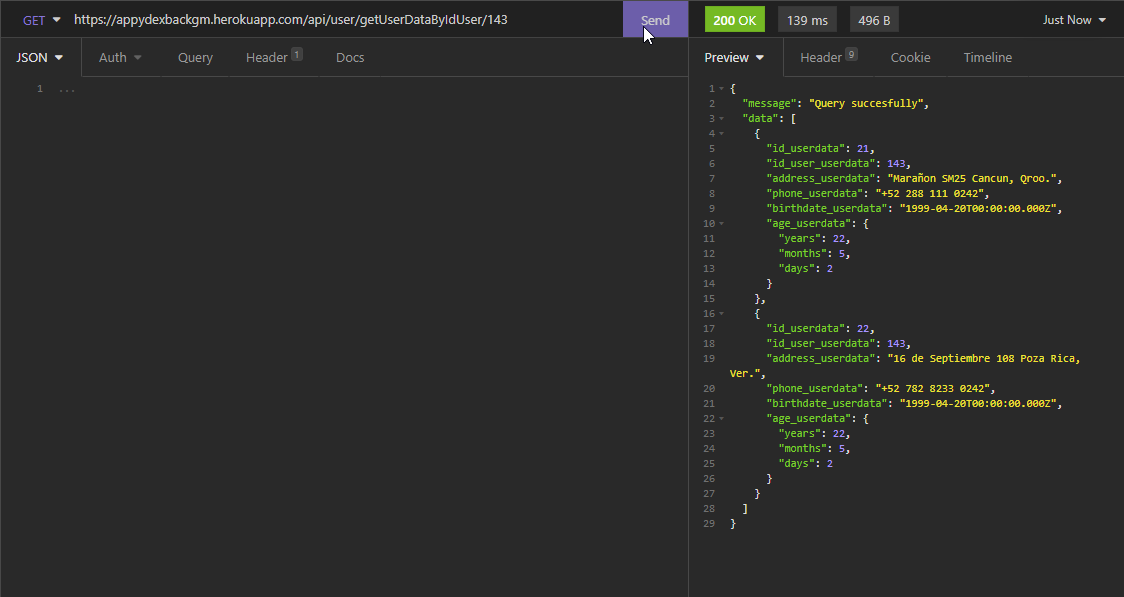 GET https://appydexbackgm.herokuapp.com/api/user/getUserDataByIdUser/143 Send 200 OK 139 ms 496 B Just Now
JSON Auth Query Header 1 Docs Preview Header 9 Cookie Timeline
1 ...
1 {
2 "message": "Query succesfully",
3 "data": [
4 {
5 "id_userdata": 21,
6 "id_user_userdata": 143,
7 "address_userdata": "Marañon SM25 Cancun, Qroo.",
8 "phone_userdata": "+52 288 111 0242",
9 "birthdate_userdata": "1999-04-20T00:00:00.000Z",
10 "age_userdata": {
11 "years": 22,
12 "months": 5,
13 "days": 2
14 }
15 },
16 {
17 "id_userdata": 22,
18 "id_user_userdata": 143,
19 "address_userdata": "16 de Septiembre 108 Poza Rica,
Ver.",
20 "phone_userdata": "+52 782 8233 0242",
21 "birthdate_userdata": "1999-04-20T00:00:00.000Z",
22 "age_userdata": {
23 "years": 22,
24 "months": 5,
25 "days": 2
26 }
27 }
28 ]
29 }